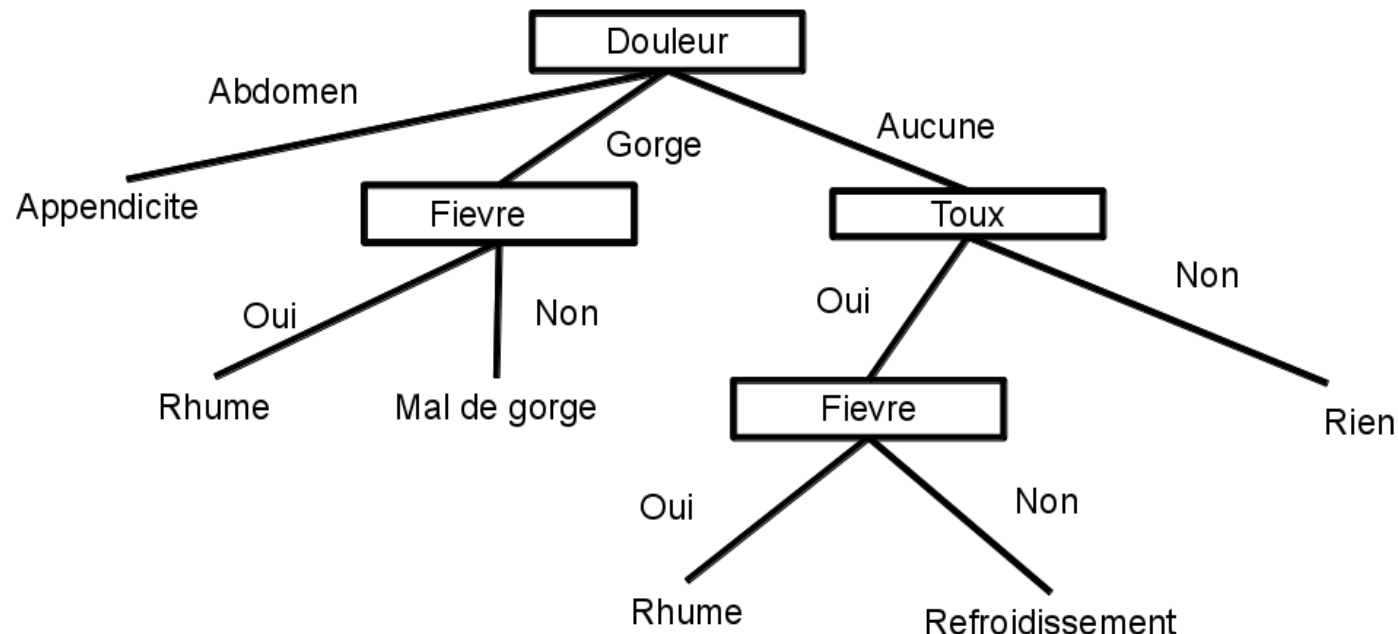 Douleur
Abdomen
Gorge
Aucune
Appendicite
Fievre
Toux
Oui
Non
Oui
Non
Rhume
Mal de gorge
Fievre
Rien
Oui
Non
Rhume
Refroidissement